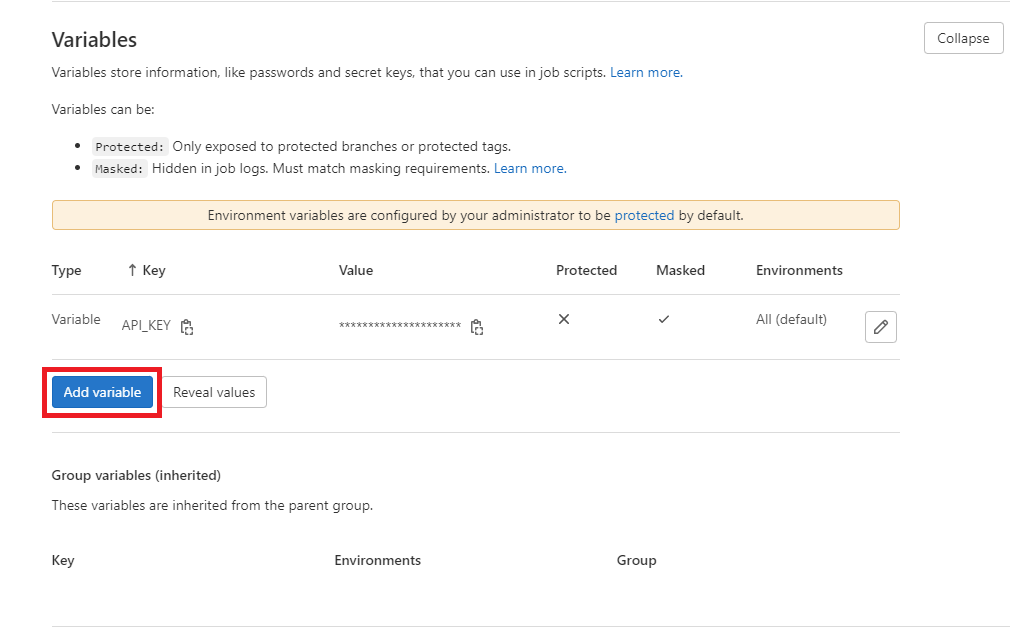 Variables
Collapse
Variables store information, like passwords and secret keys, that you can use in job scripts. Learn more.
Variables can be:
Protected: Only exposed to protected branches or protected tags.
Masked: Hidden in job logs. Must match masking requirements. Learn more.
Environment variables are configured by your administrator to be protected by default.
Type ↑ Key Value Protected Masked Environments
Variable API_KEY ********************* All (default)
Add variable Reveal values
Group variables (inherited)
These variables are inherited from the parent group.
Key Environments Group